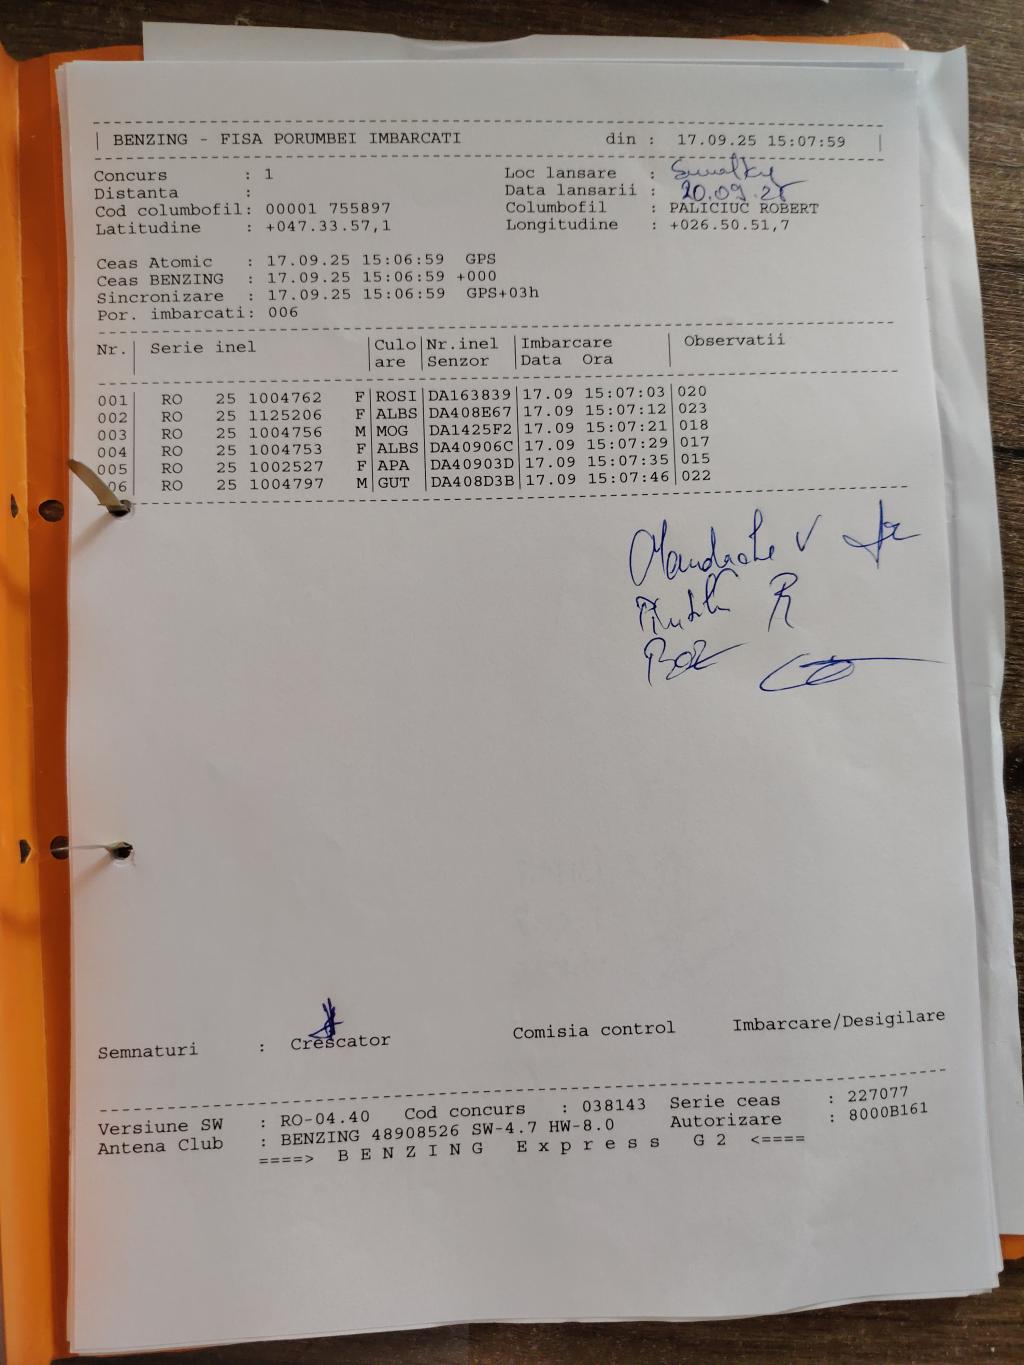 BENZING - FISA PORUMBEI IMBARCATI din : 17.09.25 15:07:59
Concurs : 1 Loc lansare :
Distanta : Data lansarii : 20.09.25
Cod columbofil: 00001 755897 Columbofil : PALICIUC ROBERT
Latitudine : +047.33.57,1 Longitudine : +026.50.51,7
Ceas Atomic : 17.09.25 15:06:59 GPS
Ceas BENZING : 17.09.25 15:06:59 +000
Sincronizare : 17.09.25 15:06:59 GPS+03h
Por. imbarcati: 006
Nr.| Serie inel |Culo|Nr.inel |Imbarcare | Observatii
| |are |Senzor |Data Ora |
001 RO 25 1004762 F|ROSI|DA163839|17.09 15:07:03|020
002 RO 25 1125206 F|ALBS|DA408E67|17.09 15:07:12|023
003 RO 25 1004756 M|MOG |DA1425F2|17.09 15:07:21|018
004 RO 25 1004753 F|ALBS|DA40906C|17.09 15:07:29|017
005 RO 25 1002527 F|APA |DA40903D|17.09 15:07:35|015
06 RO 25 1004797 M|GUT |DA408D3B|17.09 15:07:46|022
V
R
Semnaturi : Crescator Comisia control Imbarcare/Desigilare
Versiune SW : RO-04.40 Cod concurs : 038143 Serie ceas : 227077
Antena Club : BENZING 48908526 SW-4.7 HW-8.0 Autorizare : 8000B161
====> B E N Z I N G E x p r e s s G 2 <====